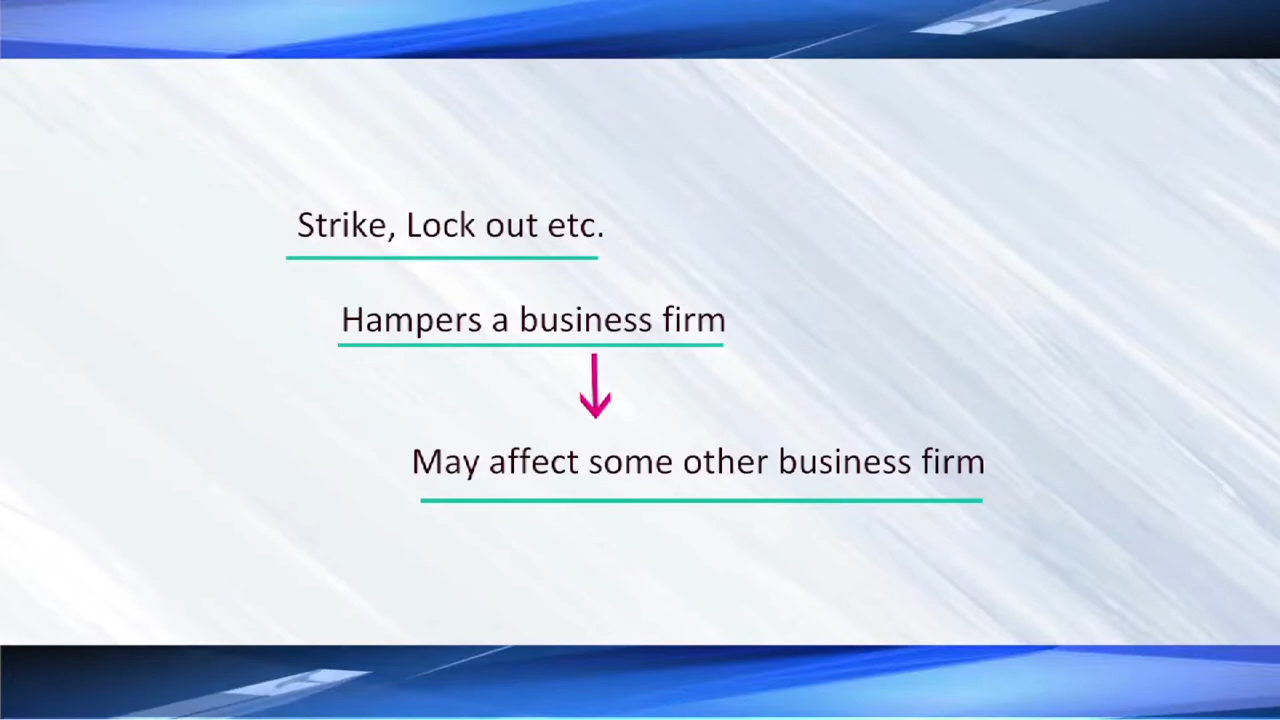 Strike, Lock out etc.
Hampers a business firm
May affect some other business firm